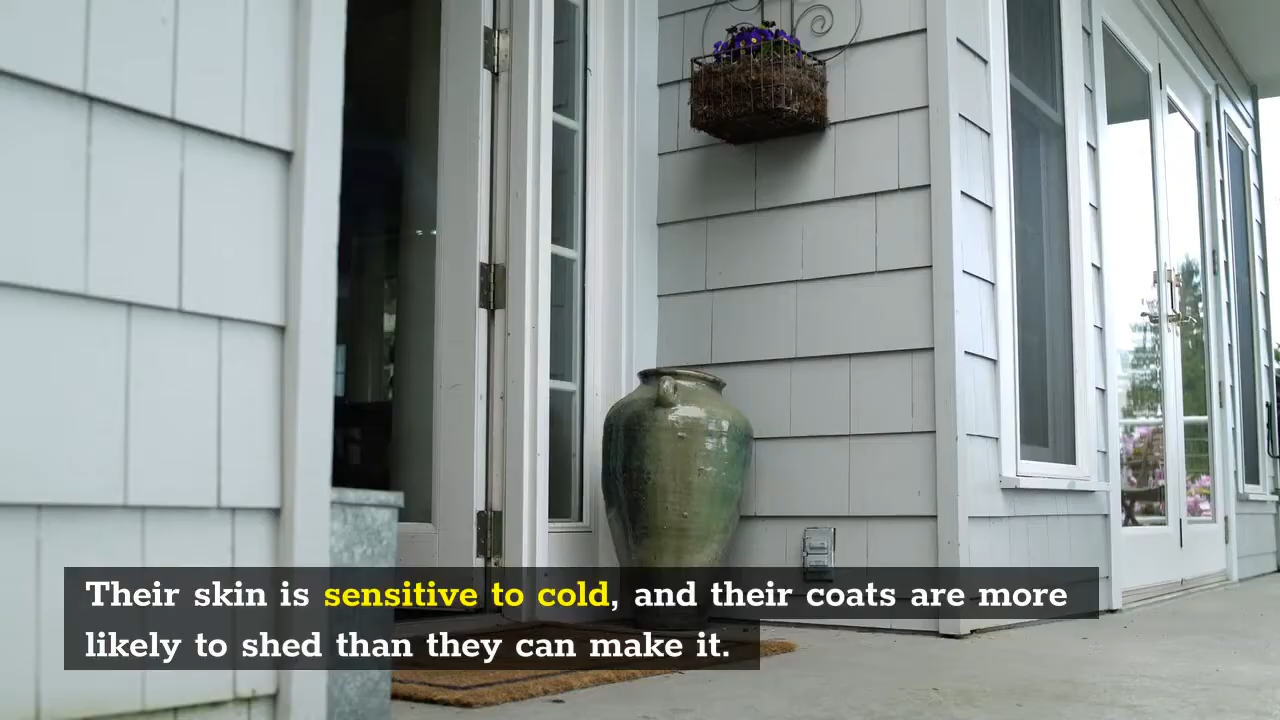 Their skin is sensitive to cold, and their coats are more
likely to shed than they can make it.